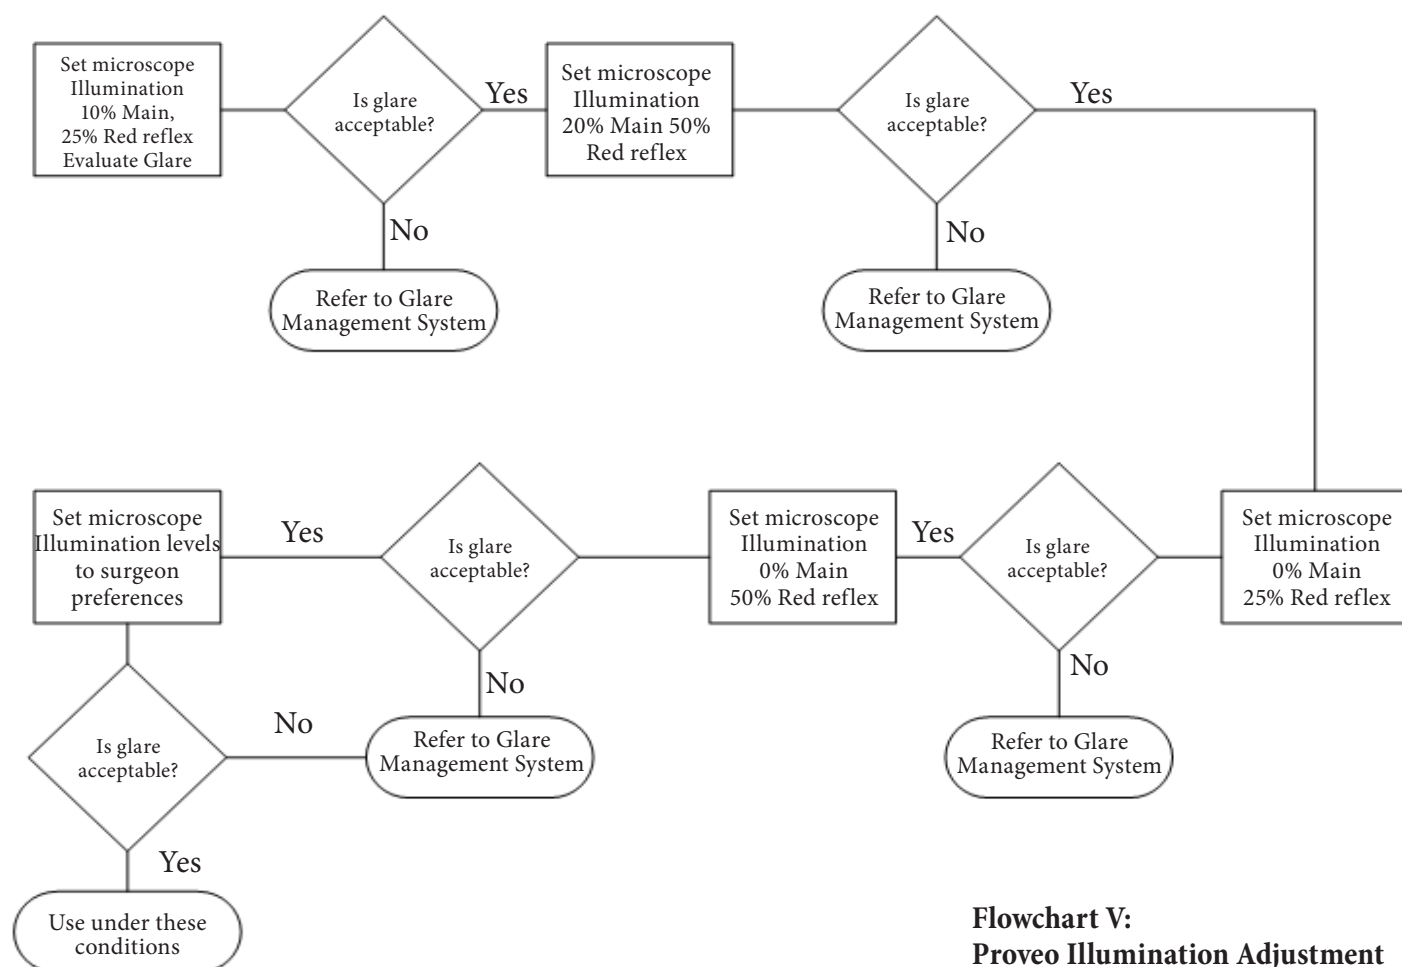 Set microscope
Illumination
10% Main,
25% Red reflex
Evaluate Glare
Is glare
acceptable?
Yes
No
Refer to Glare
Management System
Set microscope
Illumination
20% Main 50%
Red reflex
Is glare
acceptable?
Yes
No
Refer to Glare
Management System
Set microscope
Illumination
0% Main
25% Red reflex
Is glare
acceptable?
Yes
No
Refer to Glare
Management System
Set microscope
Illumination
0% Main
50% Red reflex
Is glare
acceptable?
Yes
No
Refer to Glare
Management System
Set microscope
Illumination levels
to surgeon
preferences
Is glare
acceptable?
No
Yes
Use under these
conditions
Flowchart V:
Proveo Illumination Adjustment